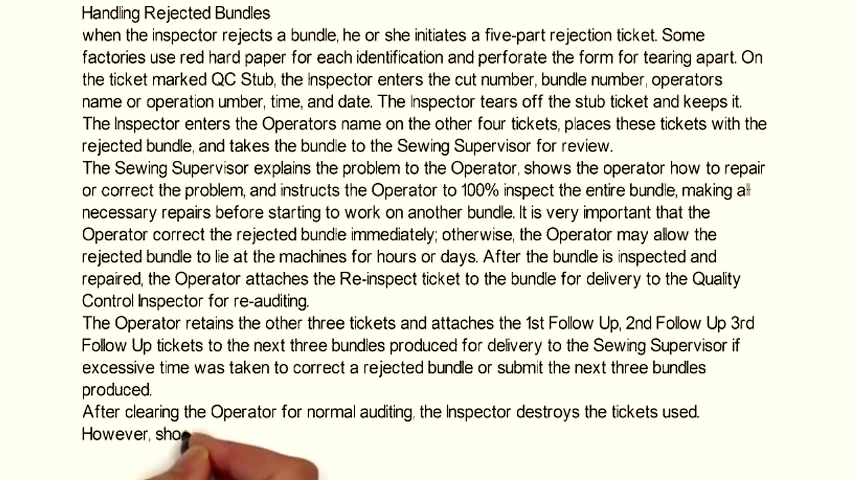 Handling Rejected Bundles
when the inspector rejects a bundle, he or she initiates a five-part rejection ticket. Some
factories use red hard paper for each identification and perforate the form for tearing apart. On
the ticket marked QC Stub, the Inspector enters the cut number, bundle number, operators
name or operation umber, time, and date. The Inspector tears off the stub ticket and keeps it.
The Inspector enters the Operators name on the other four tickets, places these tickets with the
rejected bundle, and takes the bundle to the Sewing Supervisor for review.
The Sewing Supervisor explains the problem to the Operator, shows the operator how to repair
or correct the problem, and instructs the Operator to 100% inspect the entire bundle, making
necessary repairs before starting to work on another bundle. It is very important that the
Operator correct the rejected bundle immediately; otherwise, the Operator may allow the
rejected bundle to lie at the machines for hours or days. After the bundle is inspected and
repaired, the Operator attaches the Re-inspect ticket to the bundle for delivery to the Quality
Control Inspector for re-auditing.
The Operator retains the other three tickets and attaches the 1st Follow Up, 2nd Follow Up 3rd
Follow Up tickets to the next three bundles produced for delivery to the Sewing Supervisor if
excessive time was taken to correct a rejected bundle or submit the next three bundles
produced.
After clearing the Operator for normal auditing, the Inspector destroys the tickets used.
However,